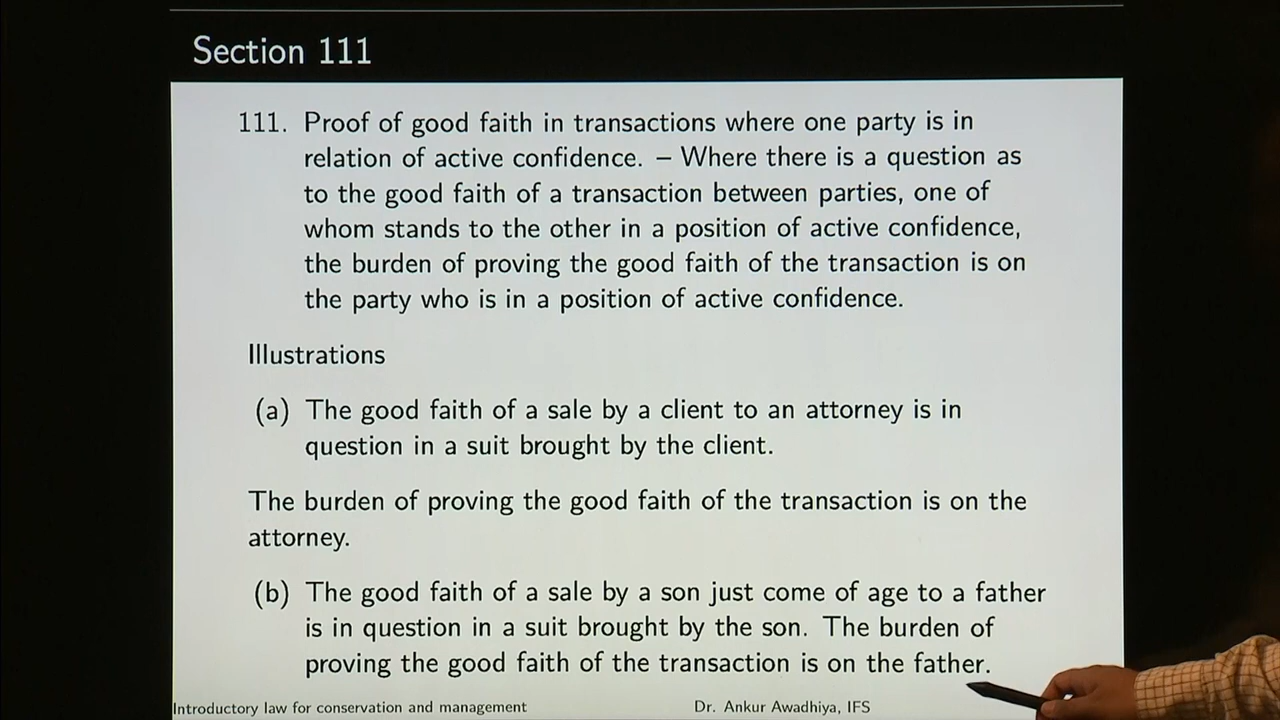 Section 111
111. Proof of good faith in transactions where one party is in
relation of active confidence. – Where there is a question as
to the good faith of a transaction between parties, one of
whom stands to the other in a position of active confidence,
the burden of proving the good faith of the transaction is on
the party who is in a position of active confidence.
Illustrations
(a) The good faith of a sale by a client to an attorney is in
question in a suit brought by the client.
The burden of proving the good faith of the transaction is on the
attorney.
(b) The good faith of a sale by a son just come of age to a father
is in question in a suit brought by the son. The burden of
proving the good faith of the transaction is on the father.
Introductory law for conservation and management Dr. Ankur Awadhiya, IFS